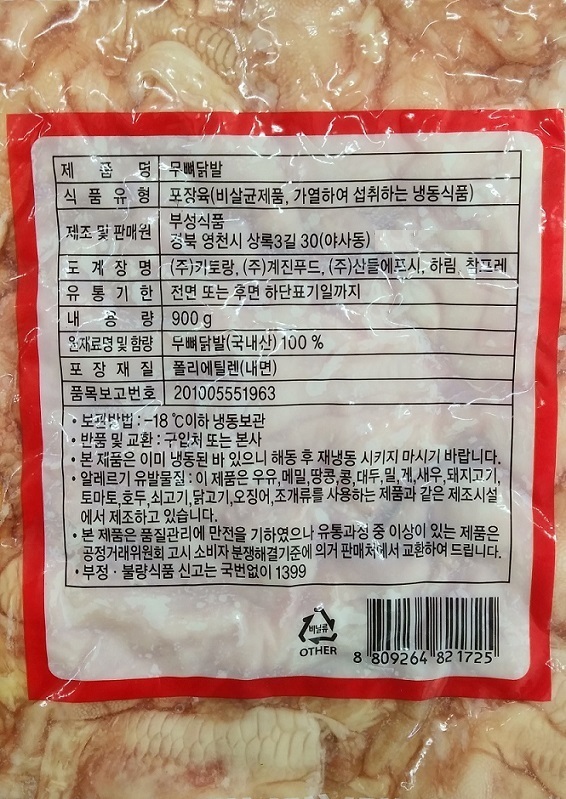 제 품 명 무뼈닭발
식 품 유 형 포장육(비살균제품, 가열하여 섭취하는 냉동식품)
제조 및 판매원 부성식품
경북 영천시 상록3길 30(야사동)
도 계 장 명 (주)키토랑, (주)계진푸드, (주)산들에프시, 하림, 참프레
유 통 기 한 전면 또는 후면 하단표기일까지
내 용 량 900 g
원재료명 및 함량 무뼈닭발(국내산) 100 %
포 장 재 질 폴리에틸렌(내면)
품목보고번호 201005551963
• 보관방법 : -18 ℃이하 냉동보관
• 반품 및 교환 : 구입처 또는 본사
• 본 제품은 이미 냉동된 바 있으니 해동 후 재냉동 시키지 마시기 바랍니다.
• 알레르기 유발물질 : 이 제품은 우유,메밀,땅콩,콩,대두,밀,게,새우,돼지고기,
토마토,호두,쇠고기,닭고기,오징어,조개류를 사용하는 제품과 같은 제조시설
에서 제조하고 있습니다.
• 본 제품은 품질관리에 만전을 기하였으나 유통과정 중 이상이 있는 제품은
공정거래위원회 고시 소비자 분쟁해결기준에 의거 판매처에서 교환하여 드립니다.
• 부정 · 불량식품 신고는 국번없이 1399
비닐류
OTHER
8 809264 821725